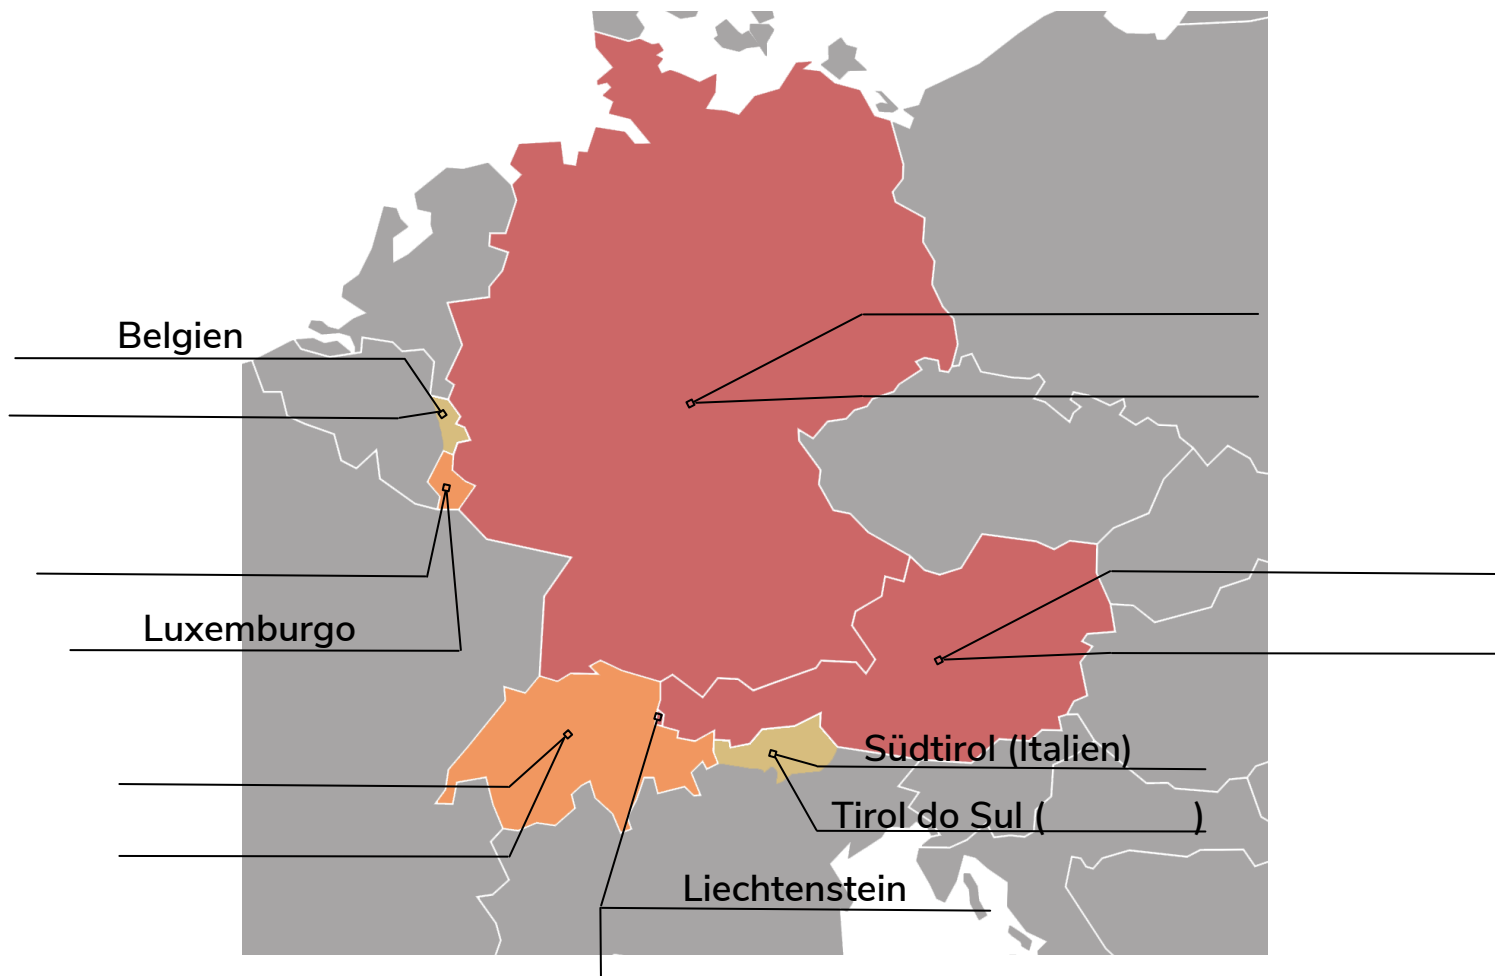 Belgien
Luxemburgo
Südtirol (Italien)
Tirol do Sul ( )
Liechtenstein